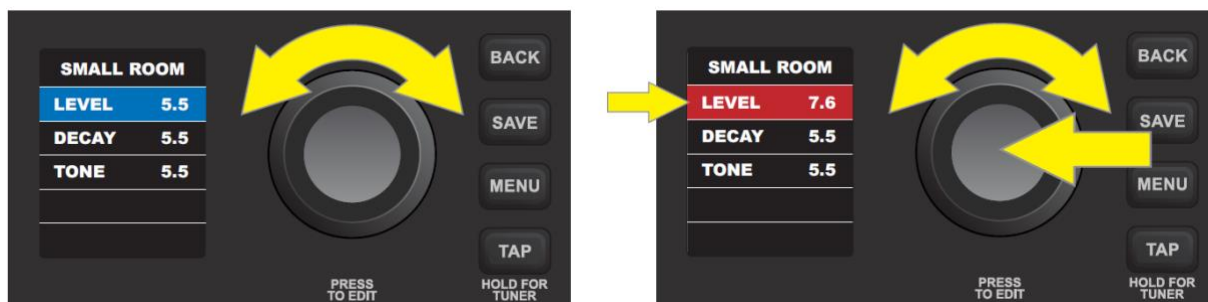 SMALL ROOM
LEVEL 5.5
DECAY 5.5
TONE 5.5
BACK
SAVE
MENU
TAP
PRESS
TO EDIT
HOLD FOR
TUNER
SMALL ROOM
LEVEL 7.6
DECAY 5.5
TONE 5.5
BACK
SAVE
MENU
TAP
PRESS
TO EDIT
HOLD FOR
TUNER